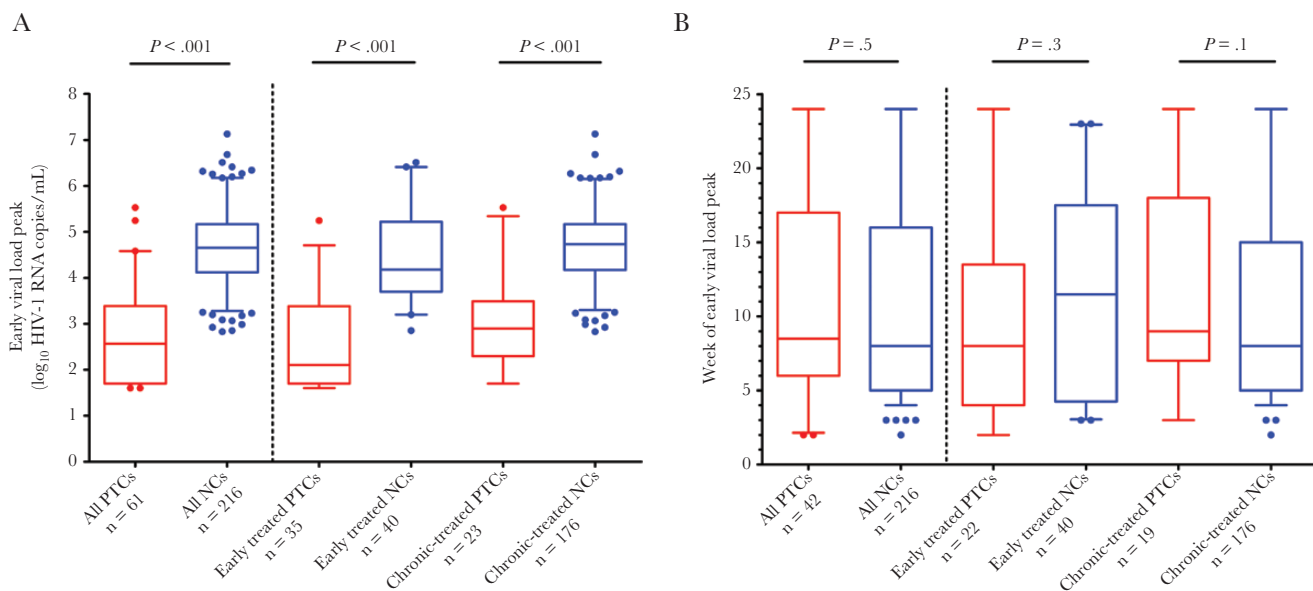 A
P < .001
P < .001
P < .001
Early viral load peak
(log10 HIV-1 RNA copies/mL)
8
7
6
5
4
3
2
1
0
All PTCs
n = 61
All NCs
n = 216
Early treated PTCs
n = 35
Early treated NCs
n = 40
Chronic-treated PTCs
n = 23
Chronic-treated NCs
n = 176
B
P = .5
P = .3
P = .1
Week of early viral load peak
25
20
15
10
5
0
All PTCs
n = 42
All NCs
n = 216
Early treated PTCs
n = 22
Early treated NCs
n = 40
Chronic-treated PTCs
n = 19
Chronic-treated NCs
n = 176